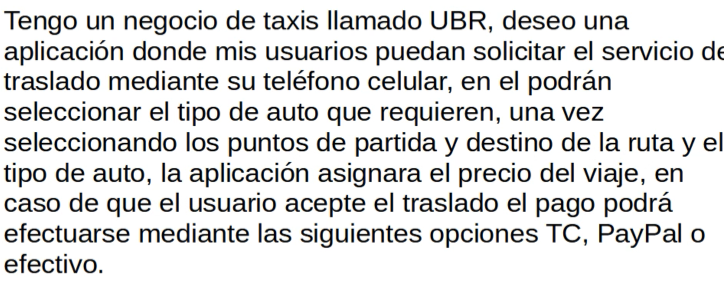 Tengo un negocio de taxis llamado UBR, deseo una
aplicación donde mis usuarios puedan solicitar el servicio de
traslado mediante su teléfono celular, en el podrán
seleccionar el tipo de auto que requieren, una vez
seleccionando los puntos de partida y destino de la ruta y el
tipo de auto, la aplicación asignara el precio del viaje, en
caso de que el usuario acepte el traslado el pago podrá
efectuarse mediante las siguientes opciones TC, PayPal o
efectivo.